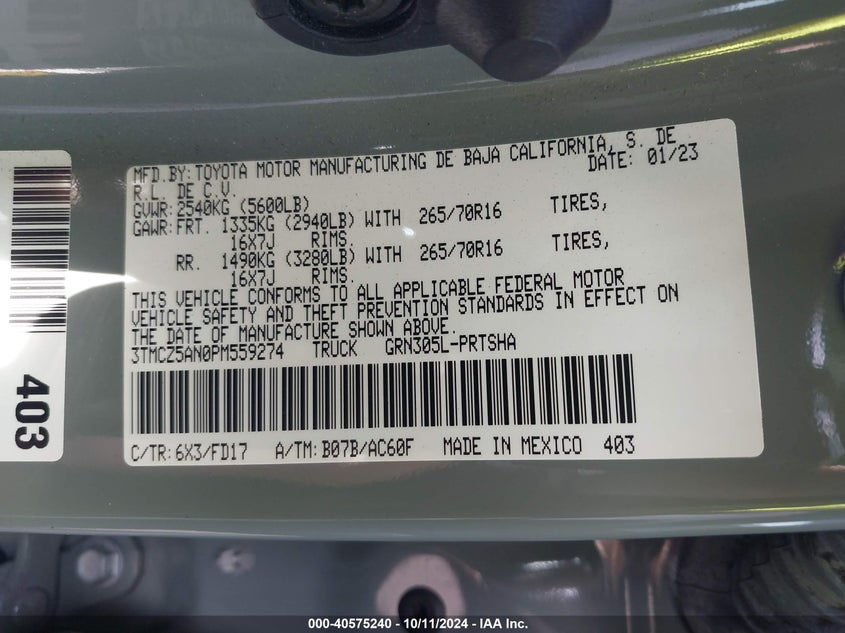 MFD.BY:TOYOTA MOTOR MANUFACTURING DE BAJA CALIFORNIA, S. DE
R.L. DE C.V. DATE: 01/23
GVWR:2540KG (5600LB)
GAWR:FRT. 1335KG (2940LB) WITH 265/70R16 TIRES,
16X7J RIMS.
RR. 1490KG (3280LB) WITH 265/70R16 TIRES,
16X7J RIMS.
THIS VEHICLE CONFORMS TO ALL APPLICABLE FEDERAL MOTOR
VEHICLE SAFETY AND THEFT PREVENTION STANDARDS IN EFFECT ON
THE DATE OF MANUFACTURE SHOWN ABOVE.
3TMCZ5AN0PM559274 TRUCK GRN305L-PRTSHA
C/TR:6X3/FD17 A/TM:B07B/AC60F MADE IN MEXICO 403
403
000-40575240 - 10/11/2024 - IAA Inc.